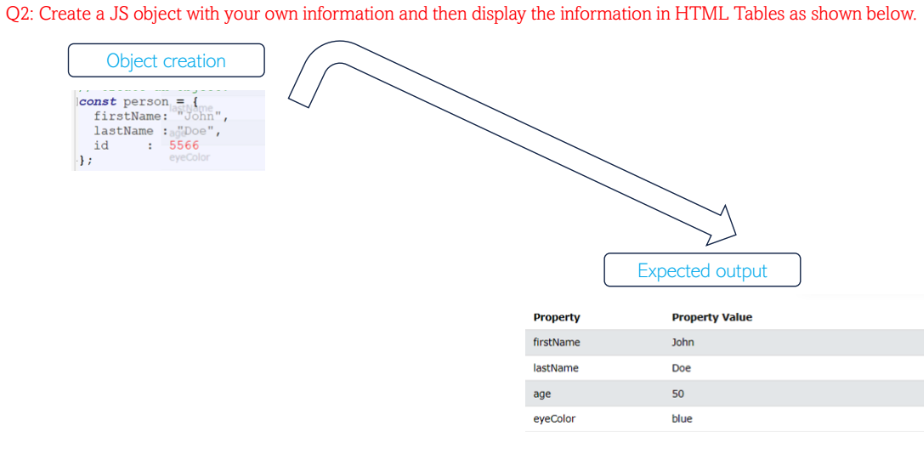 Q2: Create a JS object with your own information and then display the information in HTML Tables as shown below.
Object creation
const person = {
firstName: "John",
lastName : "Doe",
id : 5566
};
eyeColor
Expected output
Property Property Value
firstName John
lastName Doe
age 50
eyeColor blue